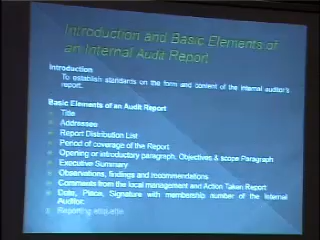 Introduction and Basic Elements of
an Internal Audit Report
Introduction
To establish standards on the form and content of the internal auditor's
report.
Basic Elements of an Audit Report
Title
Addressee
Report Distribution List
Period of coverage of the Report
Opening or introductory paragraph, Objectives & scope Paragraph
Executive Summary
Observations, findings and recommendations
Comments from the local management and Action Taken Report
Date, Place, Signature with membership number of the Internal
Auditor.
Reporting etiquette